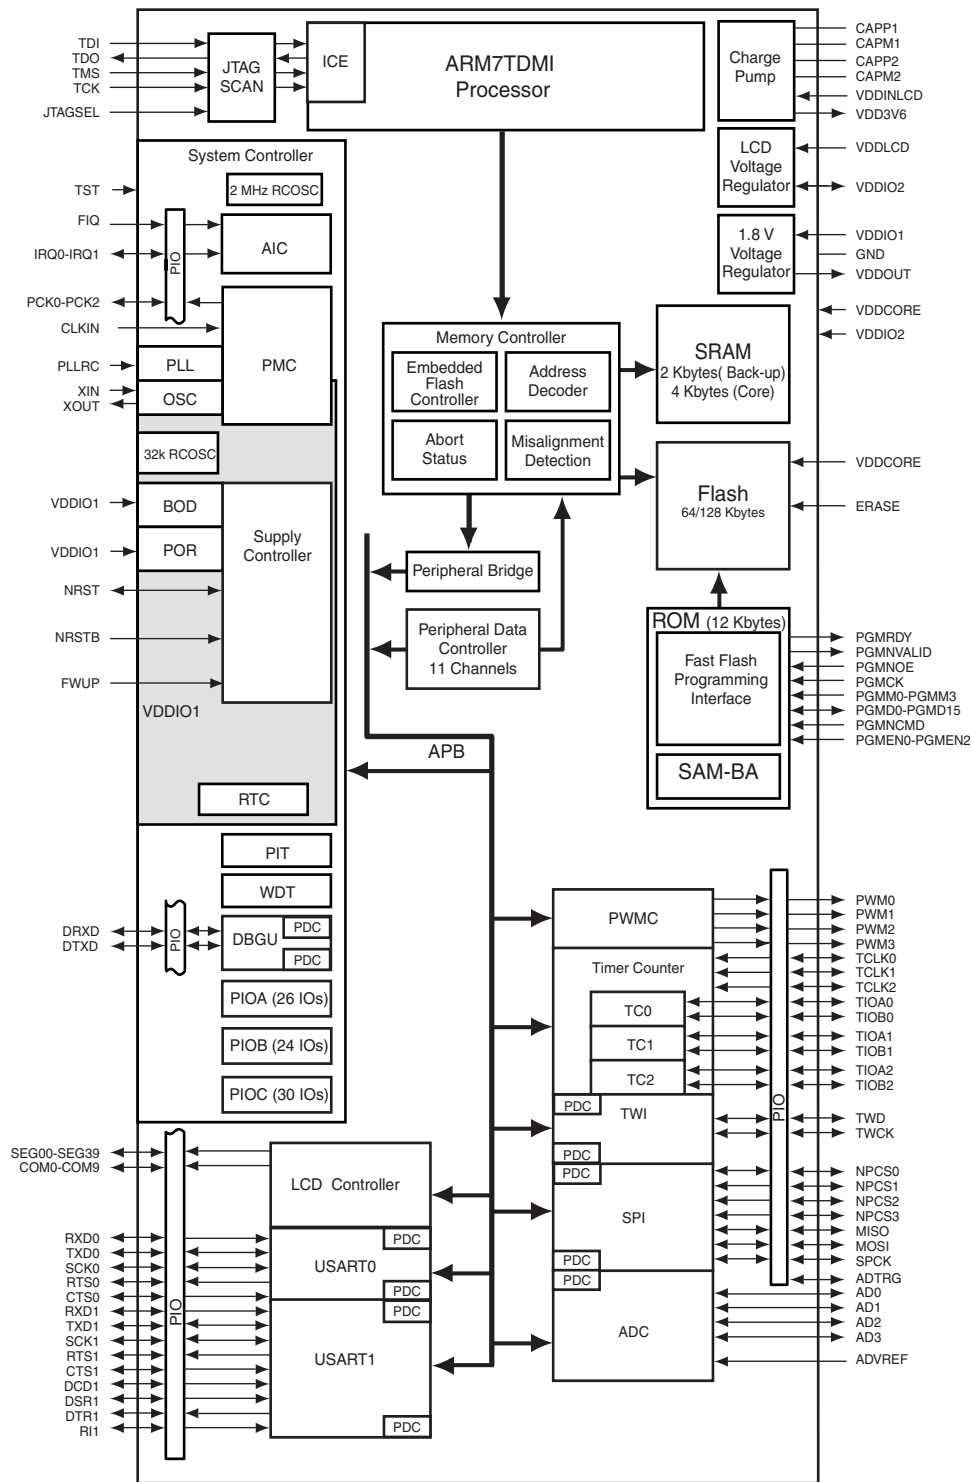 TDI
TDO
TMS
TCK
JTAGSEL
JTAG
SCAN
ICE
ARM7TDMI
Processor
Charge
Pump
CAPP1
CAPM1
CAPP2
CAPM2
VDDINLCD
VDD3V6
LCD
Voltage
Regulator
VDDLCD
VDDIO2
1.8 V
Voltage
Regulator
VDDIO1
GND
VDDOUT
VDDCORE
VDDIO2
System Controller
TST
2 MHz RCOSC
FIQ
IRQ0-IRQ1
PIO
AIC
PCK0-PCK2
CLKIN
PMC
PLLRC
PLL
XIN
XOUT
OSC
32k RCOSC
VDDIO1
BOD
VDDIO1
POR
Supply
Controller
NRST
NRSTB
FWUP
VDDIO1
RTC
Memory Controller
Embedded
Flash
Controller
Address
Decoder
Abort
Status
Misalignment
Detection
SRAM
2 Kbytes( Back-up)
4 Kbytes (Core)
Flash
64/128 Kbytes
VDDCORE
ERASE
Peripheral Bridge
Peripheral Data
Controller
11 Channels
ROM (12 Kbytes)
Fast Flash
Programming
Interface
SAM-BA
PGMRDY
PGMNVALID
PGMNOE
PGMCK
PGMM0-PGMM3
PGMD0-PGMD15
PGMNCMD
PGMEN0-PGMEN2
APB
PIT
WDT
DRXD
DTXD
PIO
DBGU
PDC
PDC
PIOA (26 IOs)
PIOB (24 IOs)
PIOC (30 IOs)
PWMC
Timer Counter
TC0
TC1
TC2
PDC
TWI
PDC
PDC
SPI
PDC
PDC
ADC
PIO
PWM0
PWM1
PWM2
PWM3
TCLK0
TCLK1
TCLK2
TIOA0
TIOB0
TIOA1
TIOB1
TIOA2
TIOB2
TWD
TWCK
NPCS0
NPCS1
NPCS2
NPCS3
MISO
MOSI
SPCK
ADTRG
AD0
AD1
AD2
AD3
ADVREF
SEG00-SEG39
COM0-COM9
RXD0
TXD0
SCK0
RTS0
CTS0
RXD1
TXD1
SCK1
RTS1
CTS1
DCD1
DSR1
DTR1
RI1
PIO
LCD Controller
PDC
USART0
PDC
PDC
USART1
PDC